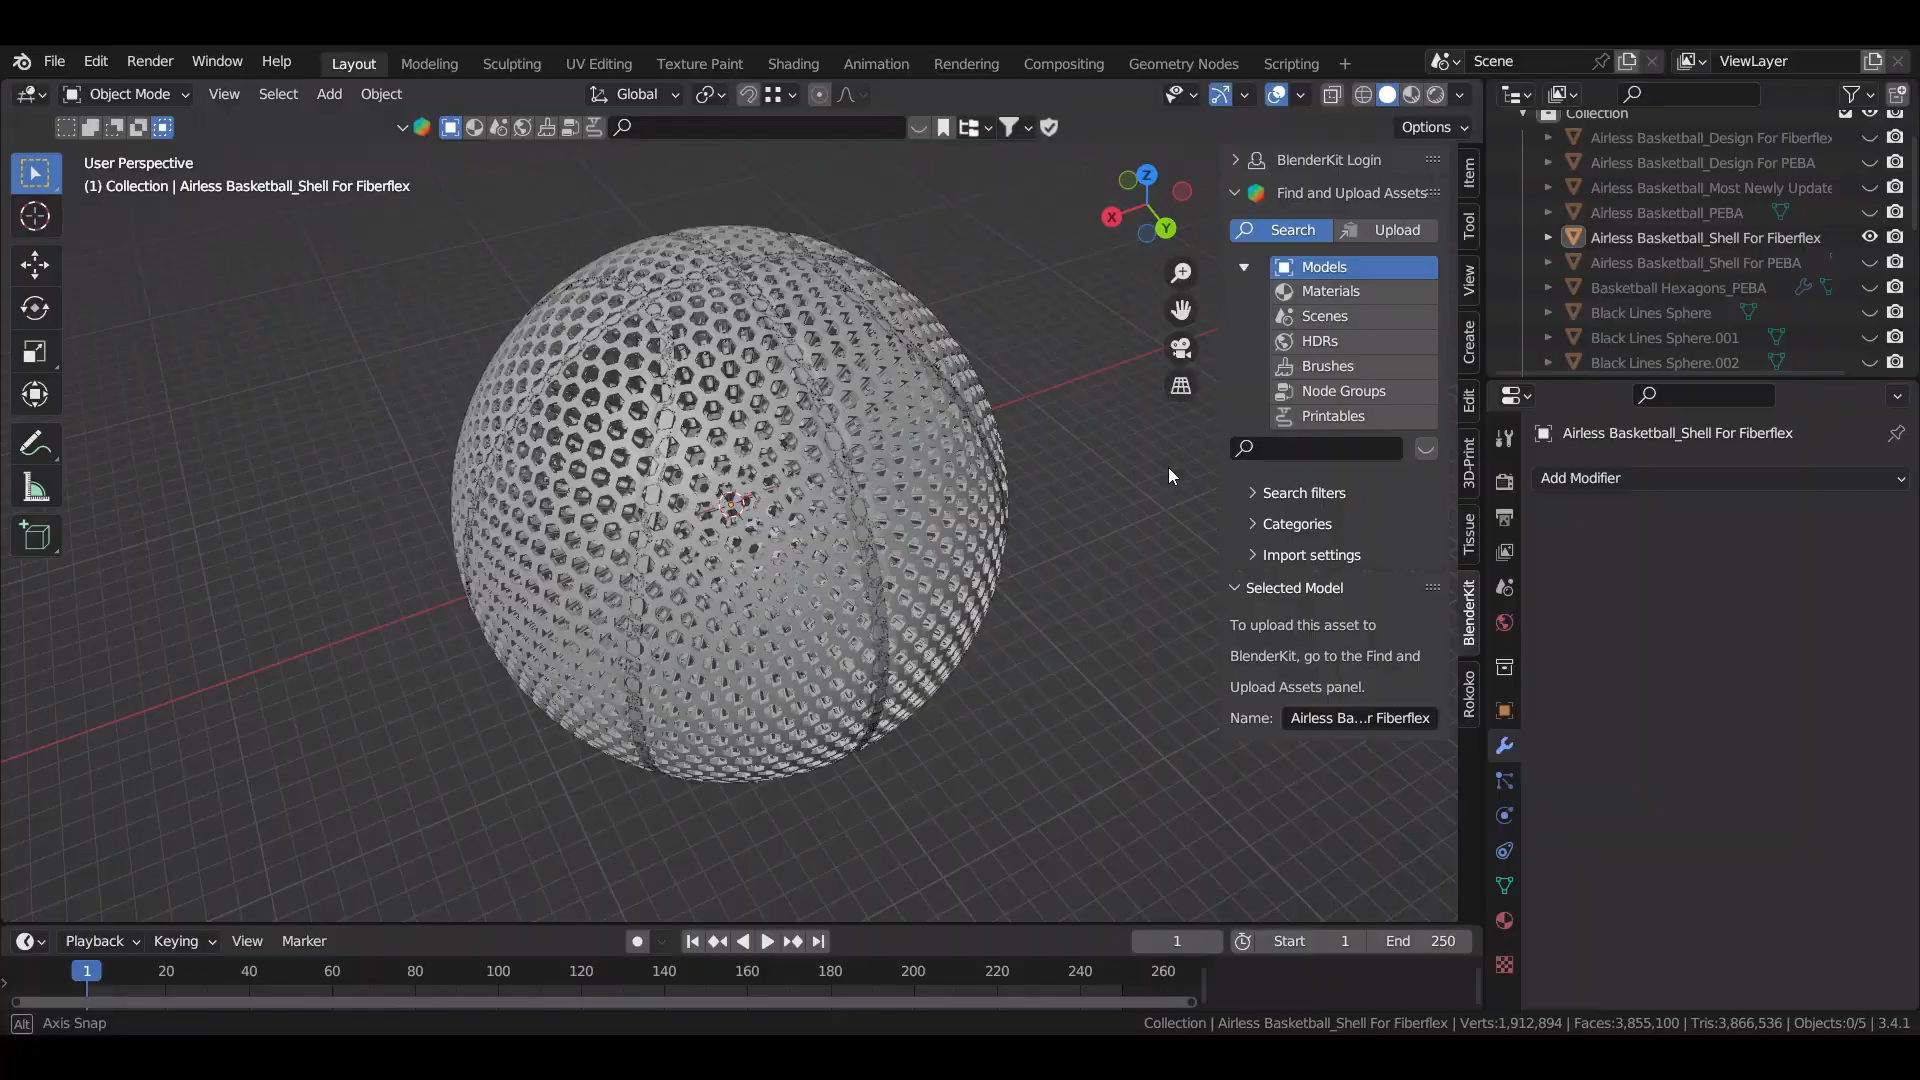 File Edit Render Window Help Layout Modeling Sculpting UV Editing Texture Paint Shading Animation Rendering Compositing Geometry Nodes Scripting + Scene ViewLayer
Object Mode View Select Add Object Global
Options
User Perspective
(1) Collection | Airless Basketball_Shell For Fiberflex
Z
X
Y
BlenderKit Login
Find and Upload Assets
Search Upload
Models
Materials
Scenes
HDRs
Brushes
Node Groups
Printables
Search filters
Categories
Import settings
Selected Model
To upload this asset to
BlenderKit, go to the Find and
Upload Assets panel.
Name: Airless Ba...r Fiberflex
Item
Tool
View
Create
Edit
3D-Print
Tissue
BlenderKit
Rokoko
Collection
Airless Basketball_Design For Fiberflex
Airless Basketball_Design For PEBA
Airless Basketball_Most Newly Update
Airless Basketball_PEBA
Airless Basketball_Shell For Fiberflex
Airless Basketball_Shell For PEBA
Basketball Hexagons_PEBA
Black Lines Sphere
Black Lines Sphere.001
Black Lines Sphere.002
Airless Basketball_Shell For Fiberflex
Add Modifier
Playback Keying View Marker 1 Start 1 End 250
1 20 40 60 80 100 120 140 160 180 200 220 240 260
Alt Axis Snap
Collection | Airless Basketball_Shell For Fiberflex | Verts:1,912,894 | Faces:3,855,100 | Tris:3,866,536 | Objects:0/5 | 3.4.1